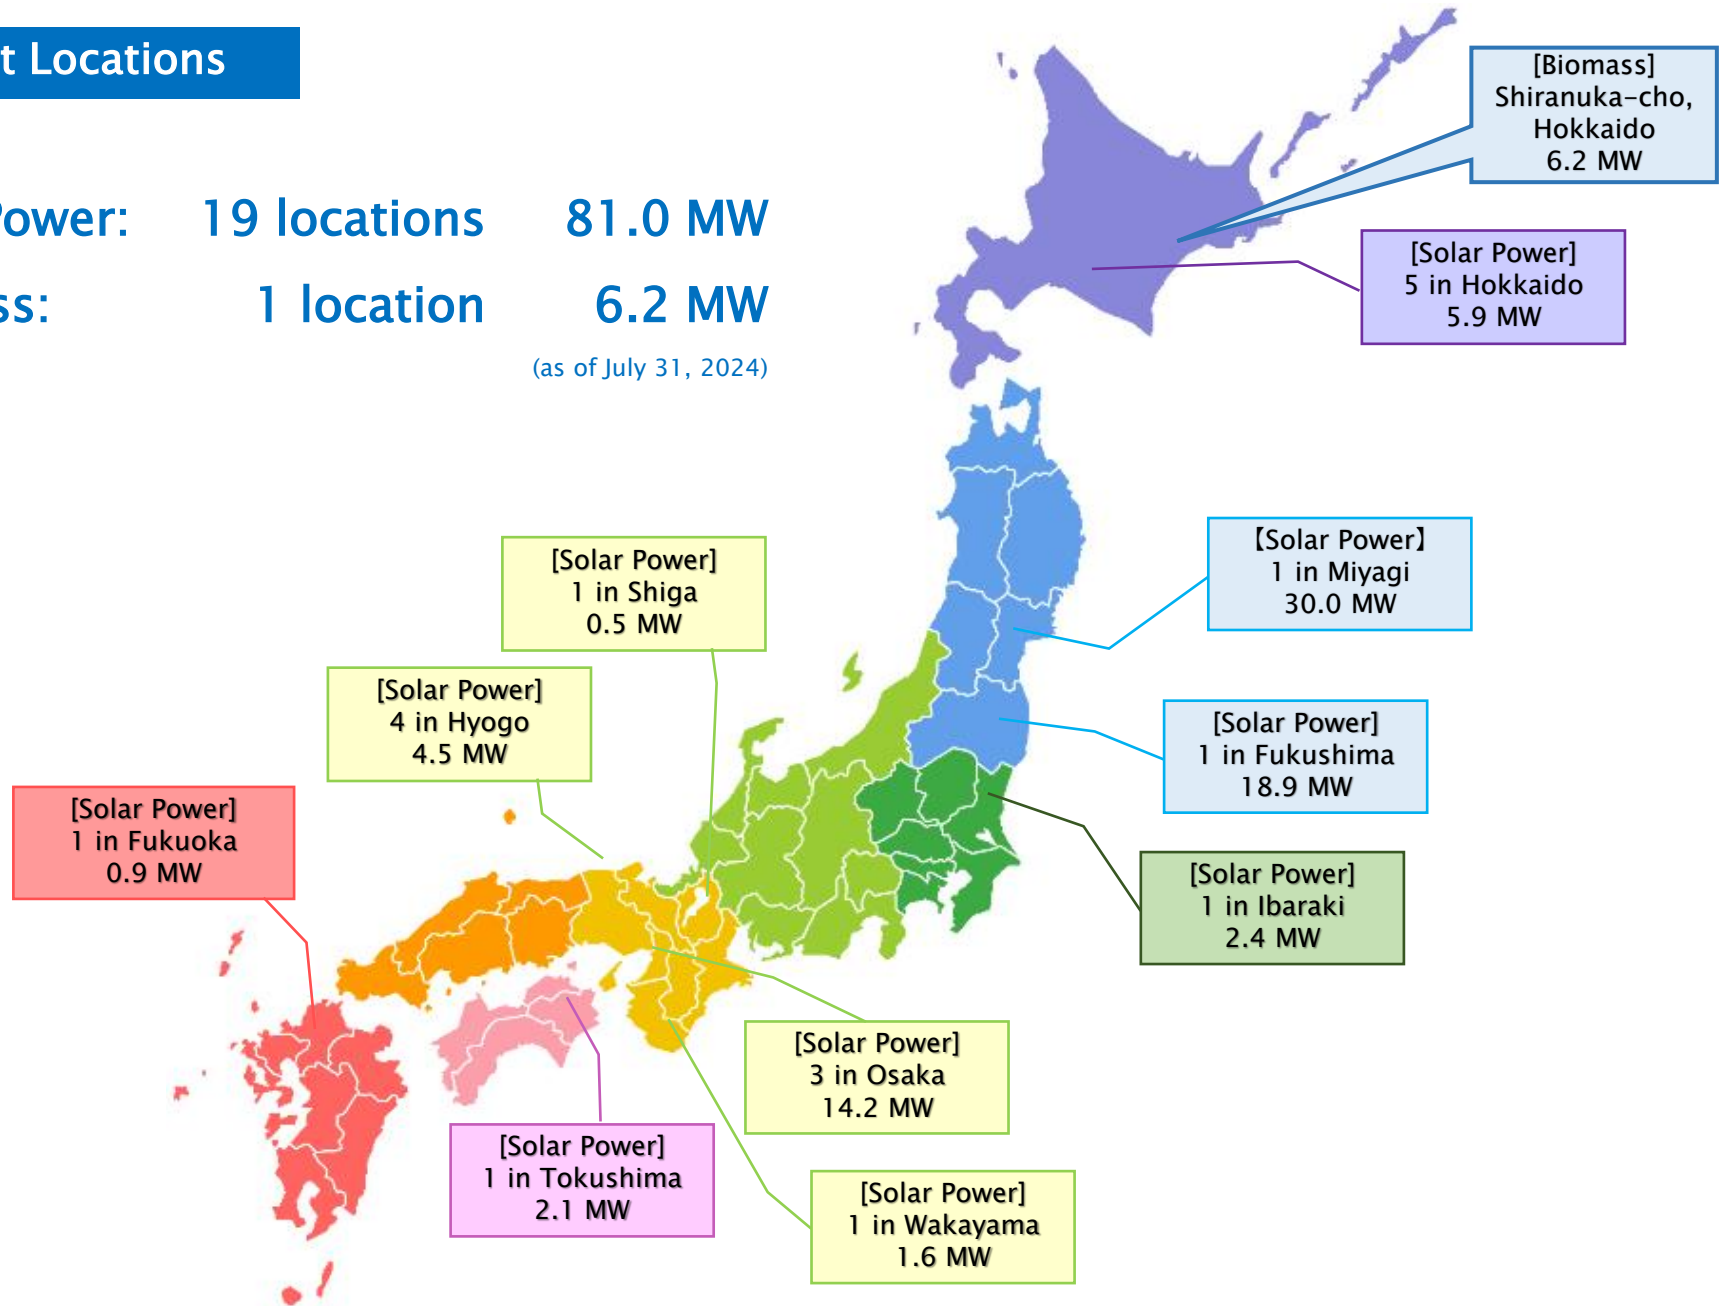 t Locations
Power: 19 locations 81.0 MW
ss: 1 location 6.2 MW
(as of July 31, 2024)
[Biomass]
Shiranuka-cho,
Hokkaido
6.2 MW
[Solar Power]
5 in Hokkaido
5.9 MW
【Solar Power】
1 in Miyagi
30.0 MW
[Solar Power]
1 in Shiga
0.5 MW
[Solar Power]
4 in Hyogo
4.5 MW
[Solar Power]
1 in Fukushima
18.9 MW
[Solar Power]
1 in Fukuoka
0.9 MW
[Solar Power]
1 in Ibaraki
2.4 MW
[Solar Power]
3 in Osaka
14.2 MW
[Solar Power]
1 in Tokushima
2.1 MW
[Solar Power]
1 in Wakayama
1.6 MW